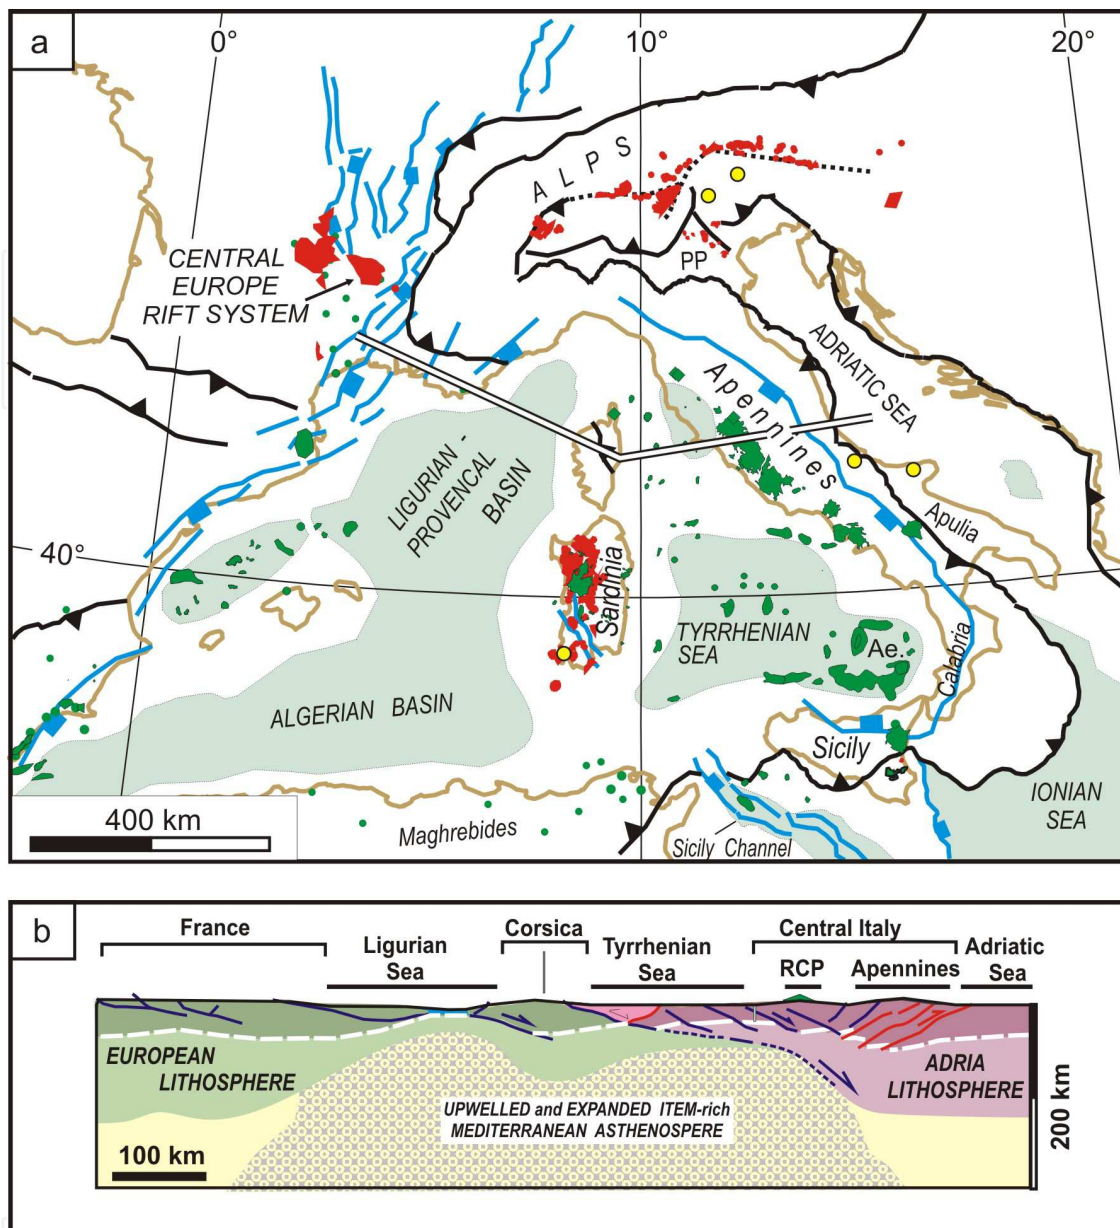 a
0°
10°
20°
ALPS
CENTRAL
EUROPE
RIFT SYSTEM
PP
ADRIATIC SEA
Apennines
LIGURIAN -
PROVENCAL
BASIN
Apulia
40°
Sardinia
TYRRHENIAN
SEA
Ae.
Calabria
ALGERIAN BASIN
Sicily
IONIAN
SEA
400 km
Maghrebides
Sicily Channel
b
France
Ligurian
Sea
Corsica
Tyrrhenian
Sea
Central Italy
RCP
Apennines
Adriatic
Sea
EUROPEAN
LITHOSPHERE
ADRIA
LITHOSPHERE
UPWELLED and EXPANDED ITEM-rich
MEDITERRANEAN ASTHENOSPERE
100 km
200 km